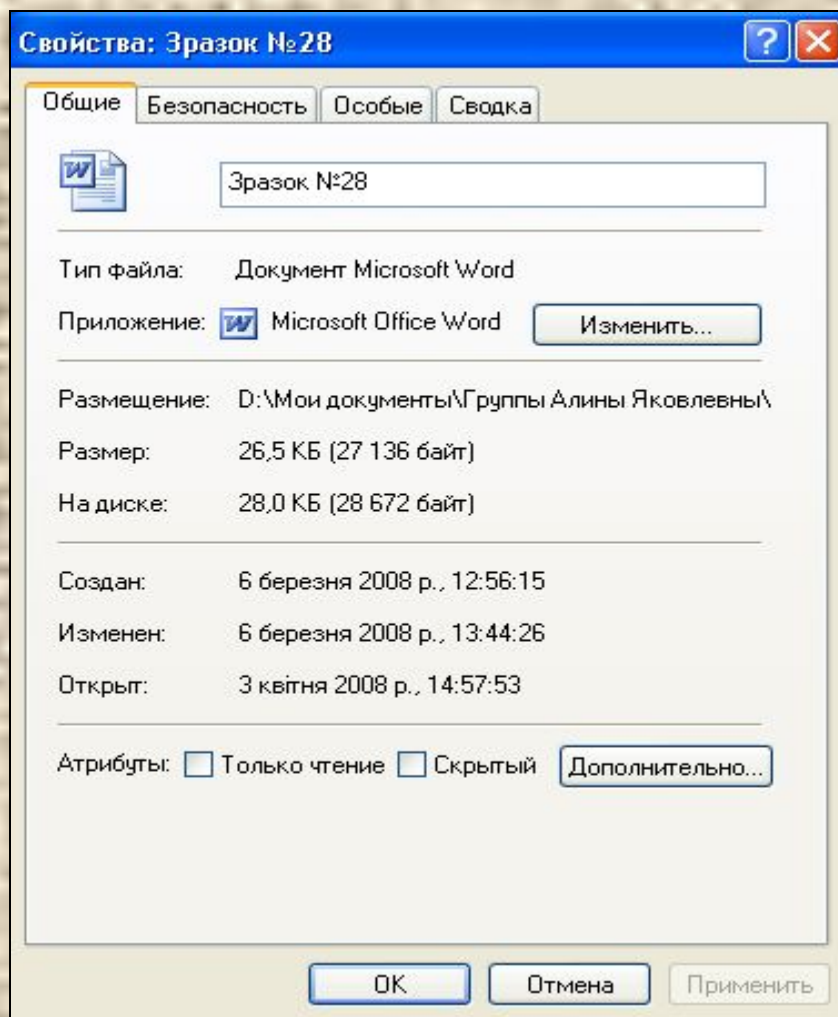 Свойства: Зразок №28
Общие Безопасность Особые Сводка
Зразок №28
Тип файла: Документ Microsoft Word
Приложение: Microsoft Office Word Изменить...
Размещение: D:\Мои документы\Группы Алины Яковлевны\
Размер: 26,5 КБ (27 136 байт)
На диске: 28,0 КБ (28 672 байт)
Создан: 6 березня 2008 р., 12:56:15
Изменен: 6 березня 2008 р., 13:44:26
Открыт: 3 квітня 2008 р., 14:57:53
Атрибуты: Только чтение Скрытый Дополнительно...
ОК Отмена Применить